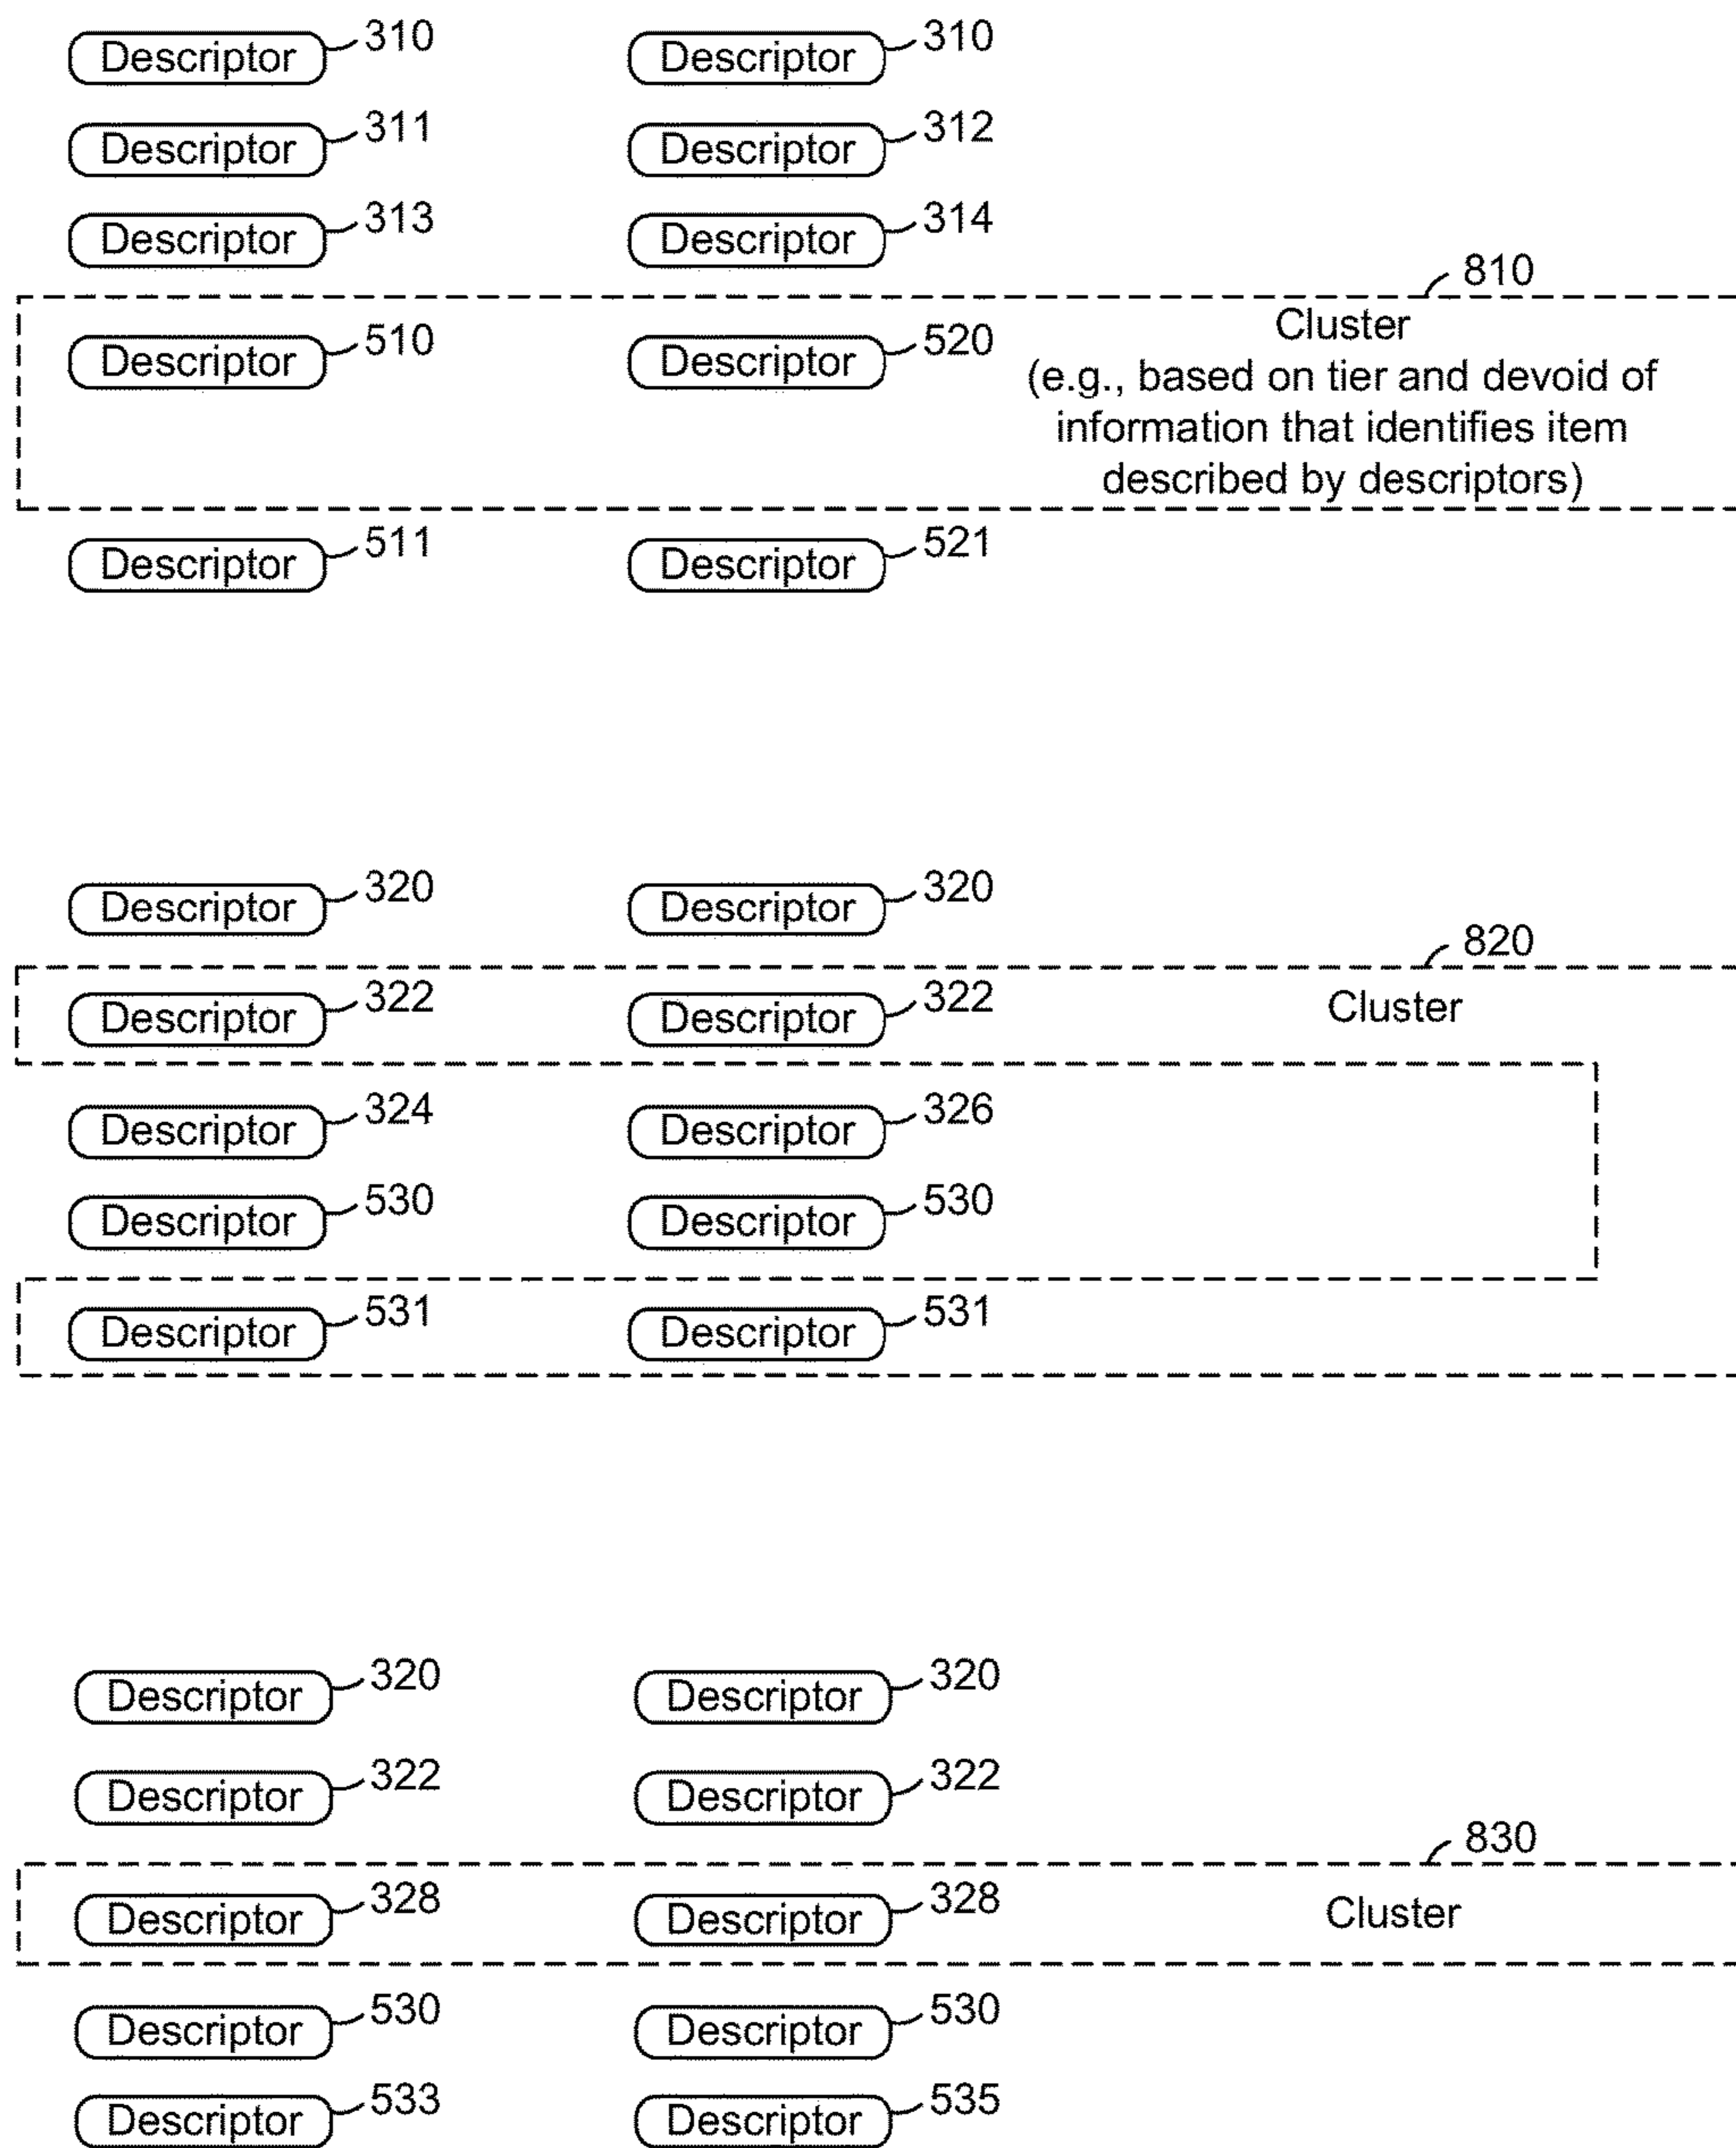 Descriptor 310 Descriptor 310
Descriptor 311 Descriptor 312
Descriptor 313 Descriptor 314
810
Descriptor 510 Descriptor 520
Cluster
(e.g., based on tier and devoid of
information that identifies item
described by descriptors)
Descriptor 511 Descriptor 521
Descriptor 320 Descriptor 320
820
Descriptor 322 Descriptor 322 Cluster
Descriptor 324 Descriptor 326
Descriptor 530 Descriptor 530
Descriptor 531 Descriptor 531
Descriptor 320 Descriptor 320
Descriptor 322 Descriptor 322
830
Descriptor 328 Descriptor 328 Cluster
Descriptor 530 Descriptor 530
Descriptor 533 Descriptor 535